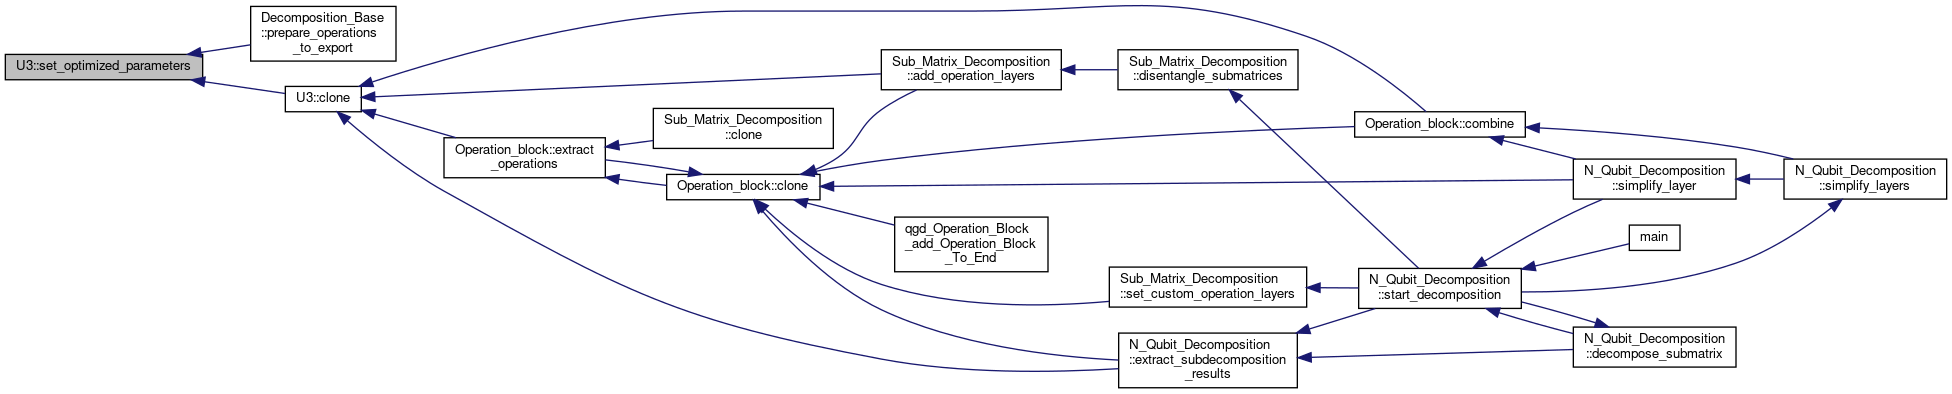 U3::set_optimized_parameters
Decomposition_Base
::prepare_operations
_to_export
U3::clone
Operation_block::extract
_operations
Sub_Matrix_Decomposition
::clone
Operation_block::clone
Sub_Matrix_Decomposition
::add_operation_layers
qgd_Operation_Block
_add_Operation_Block
_To_End
Sub_Matrix_Decomposition
::disentangle_submatrices
Sub_Matrix_Decomposition
::set_custom_operation_layers
N_Qubit_Decomposition
::extract_subdecomposition
_results
Operation_block::combine
N_Qubit_Decomposition
::start_decomposition
N_Qubit_Decomposition
::simplify_layer
main
N_Qubit_Decomposition
::decompose_submatrix
N_Qubit_Decomposition
::simplify_layers